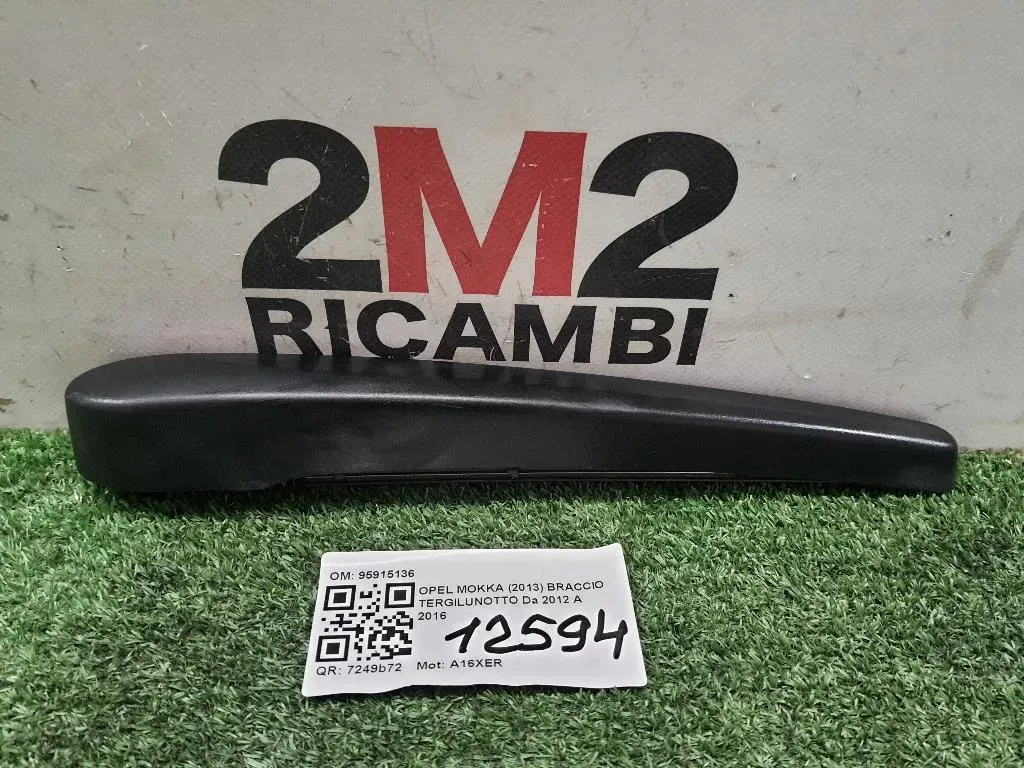 2M2
RICAMBI
OM: 95915136
OPEL MOKKA (2013) BRACCIO
TERGILUNOTTO Da 2012 A
2016
12594
QR: 7249b72
Mot: A16XER